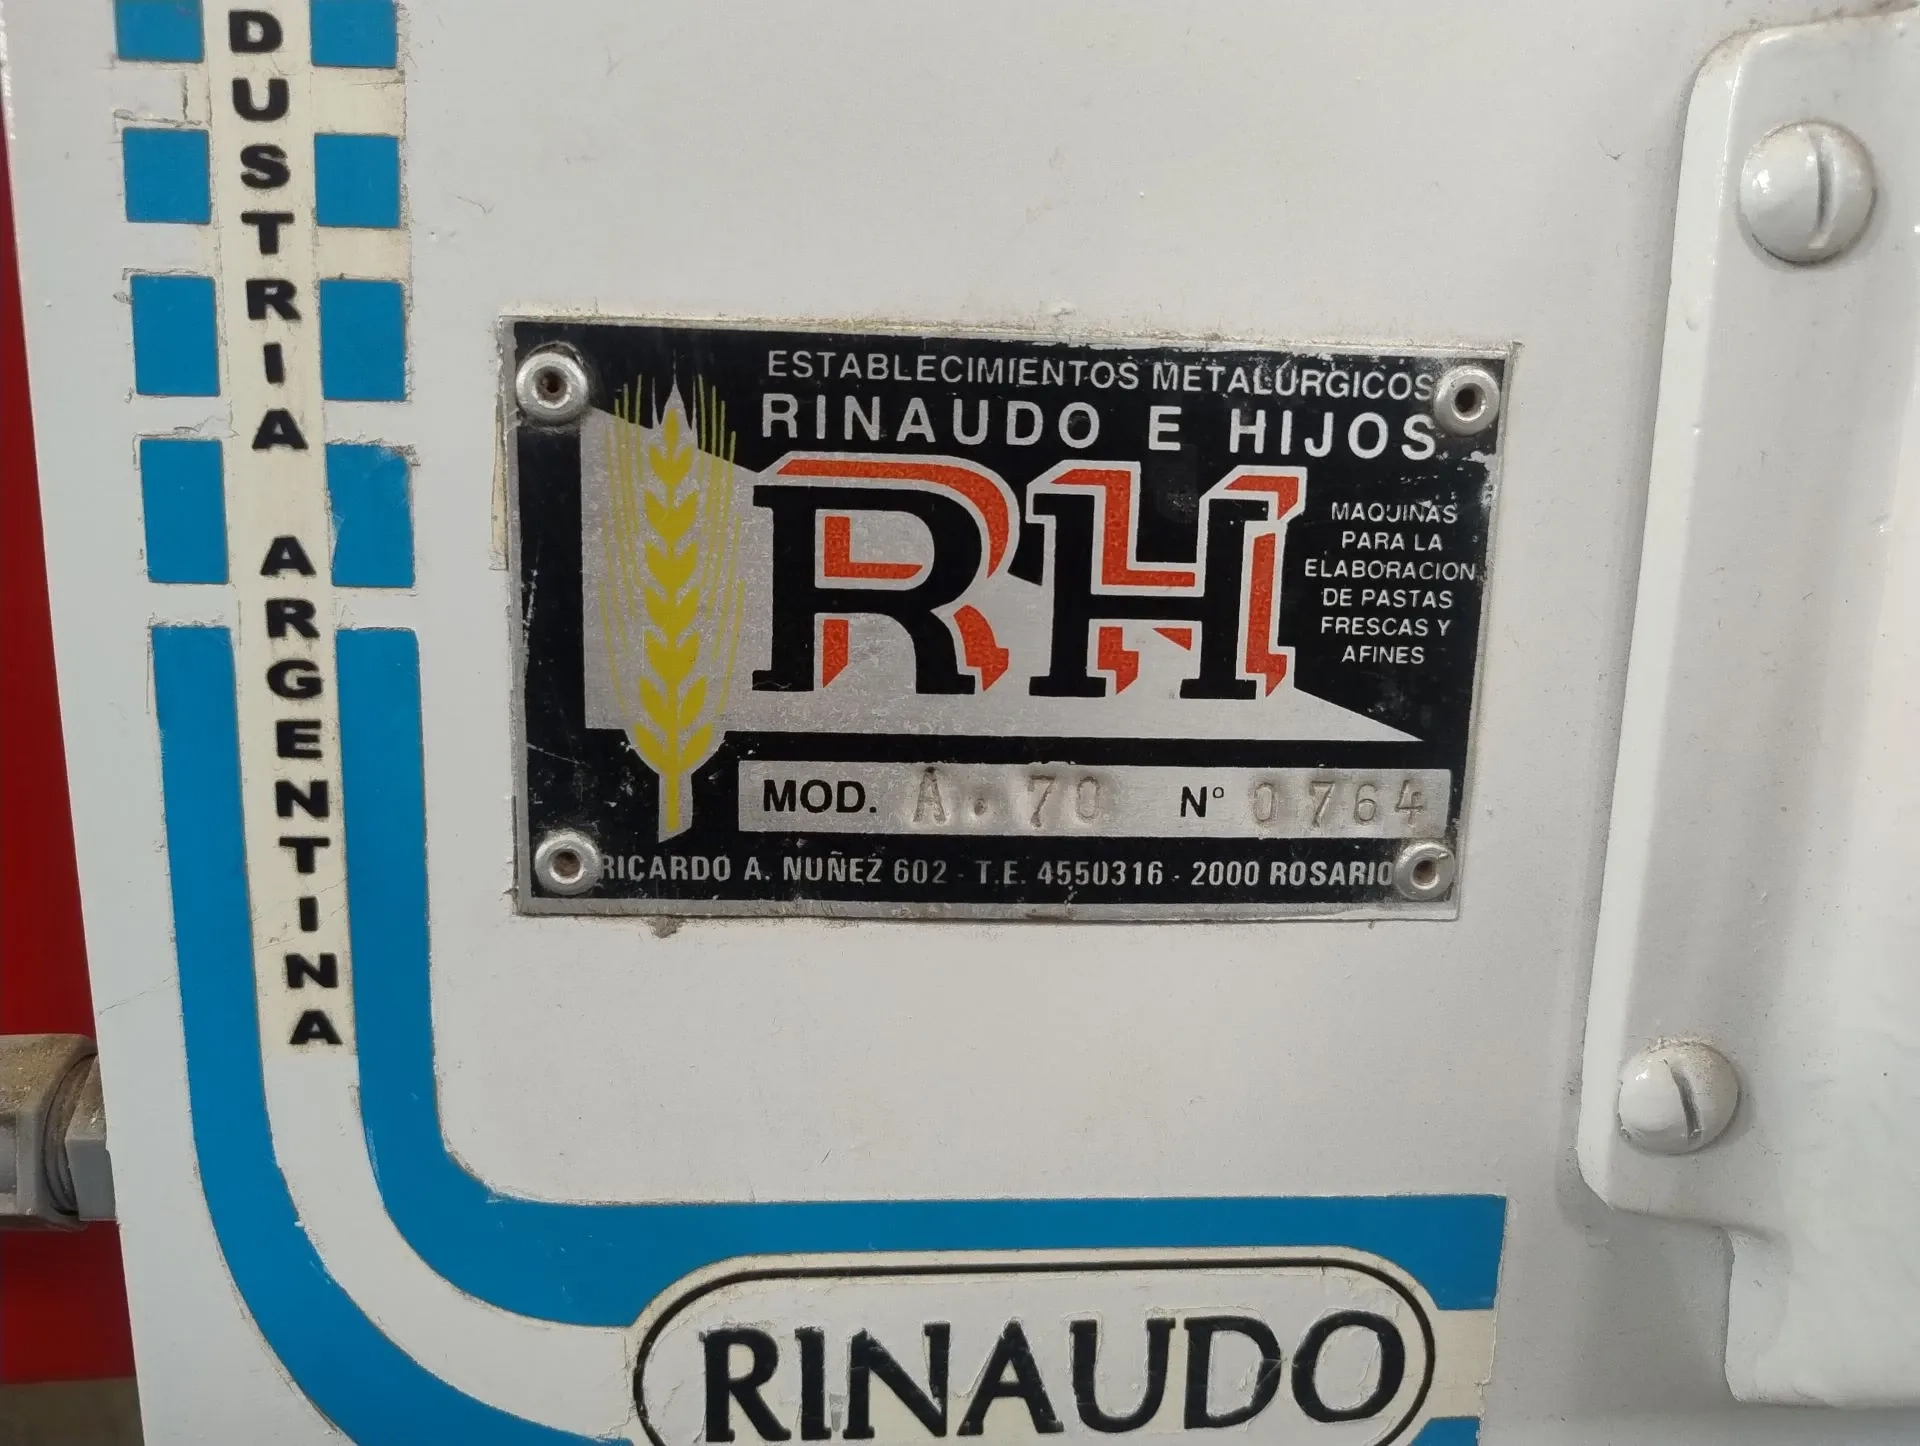 DUSTRIA ARGENTINA
ESTABLECIMIENTOS METALURGICOS
RINAUDO E HIJOS
RH
MAQUINAS
PARA LA
ELABORACION
DE PASTAS
FRESCAS Y
AFINES
MOD. A.70 Nº 0764
RICARDO A. NUÑEZ 602 - T.E. 4550316 - 2000 ROSARIO
RINAUDO